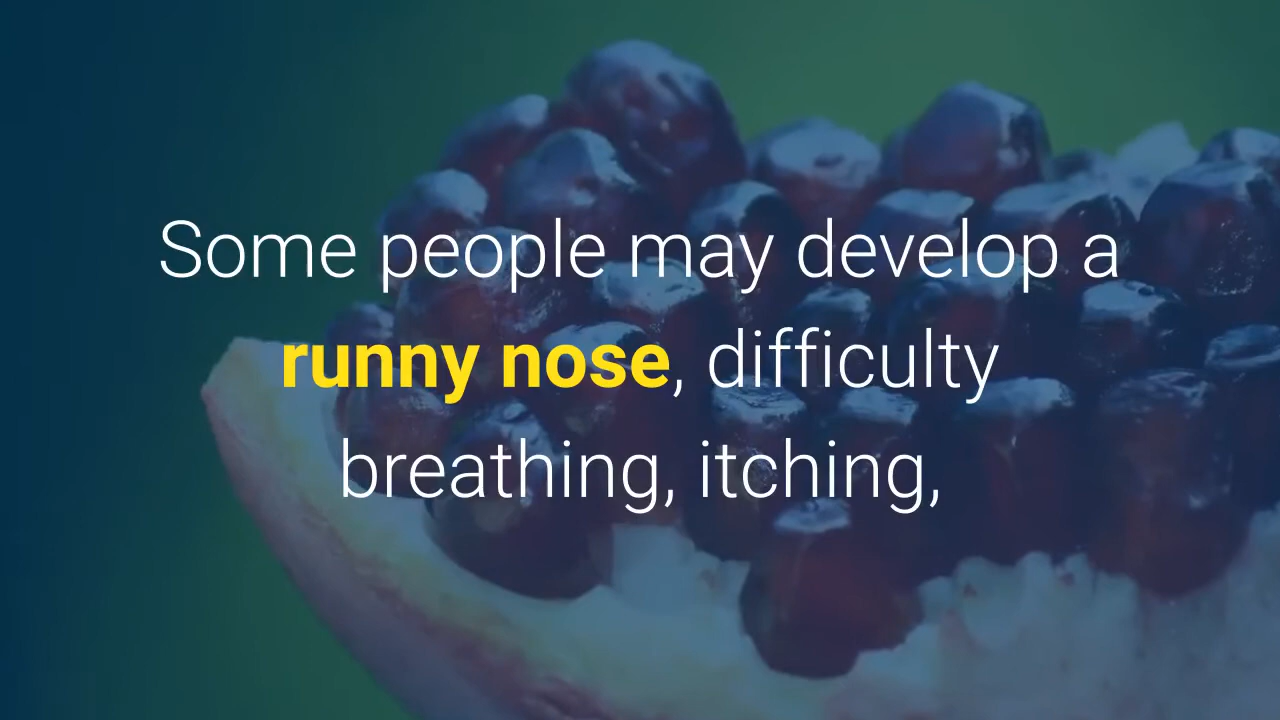 Some people may develop a
runny nose, difficulty
breathing, itching,